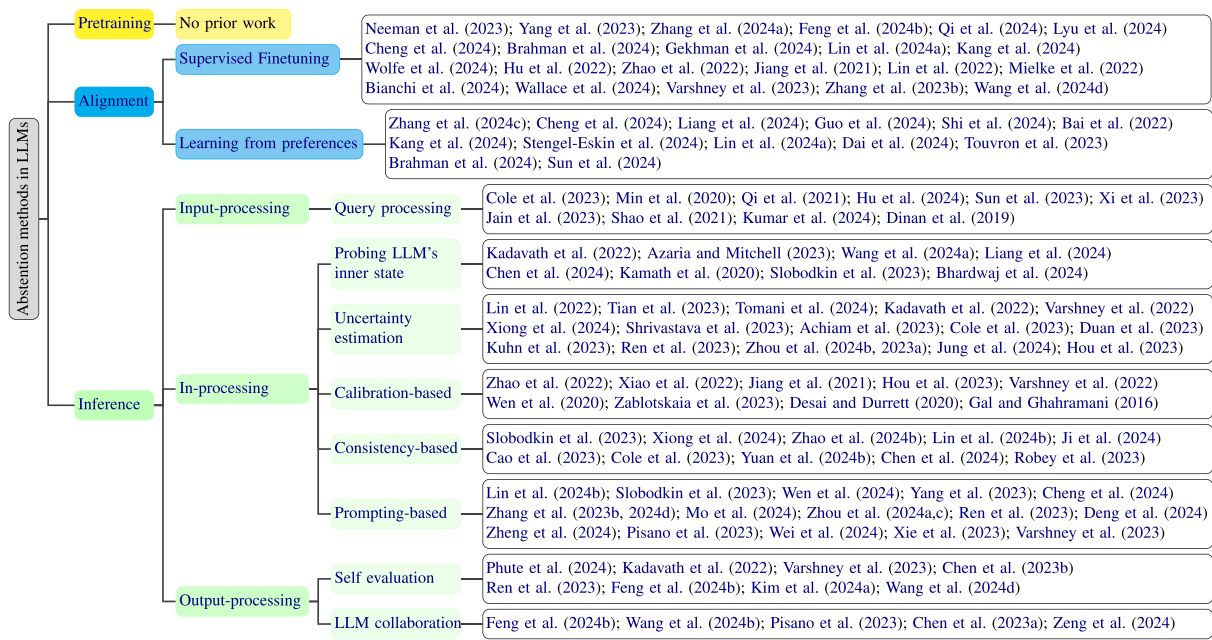 Abstention methods in LLMs
Pretraining
No prior work
Alignment
Supervised Finetuning
Neeman et al. (2023); Yang et al. (2023); Zhang et al. (2024a); Feng et al. (2024b); Qi et al. (2024); Lyu et al. (2024)
Cheng et al. (2024); Brahman et al. (2024); Gekhman et al. (2024); Lin et al. (2024a); Kang et al. (2024)
Wolfe et al. (2024); Hu et al. (2022); Zhao et al. (2022); Jiang et al. (2021); Lin et al. (2022); Mielke et al. (2022)
Bianchi et al. (2024); Wallace et al. (2024); Varshney et al. (2023); Zhang et al. (2023b); Wang et al. (2024d)
Learning from preferences
Zhang et al. (2024c); Cheng et al. (2024); Liang et al. (2024); Guo et al. (2024); Shi et al. (2024); Bai et al. (2022)
Kang et al. (2024); Stengel-Eskin et al. (2024); Lin et al. (2024a); Dai et al. (2024); Touvron et al. (2023)
Brahman et al. (2024); Sun et al. (2024)
Inference
Input-processing
Query processing
Cole et al. (2023); Min et al. (2020); Qi et al. (2021); Hu et al. (2024); Sun et al. (2023); Xi et al. (2023)
Jain et al. (2023); Shao et al. (2021); Kumar et al. (2024); Dinan et al. (2019)
In-processing
Probing LLM's
inner state
Kadavath et al. (2022); Azaria and Mitchell (2023); Wang et al. (2024a); Liang et al. (2024)
Chen et al. (2024); Kamath et al. (2020); Slobodkin et al. (2023); Bhardwaj et al. (2024)
Uncertainty
estimation
Lin et al. (2022); Tian et al. (2023); Tomani et al. (2024); Kadavath et al. (2022); Varshney et al. (2022)
Xiong et al. (2024); Shrivastava et al. (2023); Achiam et al. (2023); Cole et al. (2023); Duan et al. (2023)
Kuhn et al. (2023); Ren et al. (2023); Zhou et al. (2024b, 2023a); Jung et al. (2024); Hou et al. (2023)
Calibration-based
Zhao et al. (2022); Xiao et al. (2022); Jiang et al. (2021); Hou et al. (2023); Varshney et al. (2022)
Wen et al. (2020); Zablotskaia et al. (2023); Desai and Durrett (2020); Gal and Ghahramani (2016)
Consistency-based
Slobodkin et al. (2023); Xiong et al. (2024); Zhao et al. (2024b); Lin et al. (2024b); Ji et al. (2024)
Cao et al. (2023); Cole et al. (2023); Yuan et al. (2024b); Chen et al. (2024); Robey et al. (2023)
Prompting-based
Lin et al. (2024b); Slobodkin et al. (2023); Wen et al. (2024); Yang et al. (2023); Cheng et al. (2024)
Zhang et al. (2023b, 2024d); Mo et al. (2024); Zhou et al. (2024a,c); Ren et al. (2023); Deng et al. (2024)
Zheng et al. (2024); Pisano et al. (2023); Wei et al. (2024); Xie et al. (2023); Varshney et al. (2023)
Output-processing
Self evaluation
Phute et al. (2024); Kadavath et al. (2022); Varshney et al. (2023); Chen et al. (2023b)
Ren et al. (2023); Feng et al. (2024b); Kim et al. (2024a); Wang et al. (2024d)
LLM collaboration
Feng et al. (2024b); Wang et al. (2024b); Pisano et al. (2023); Chen et al. (2023a); Zeng et al. (2024)